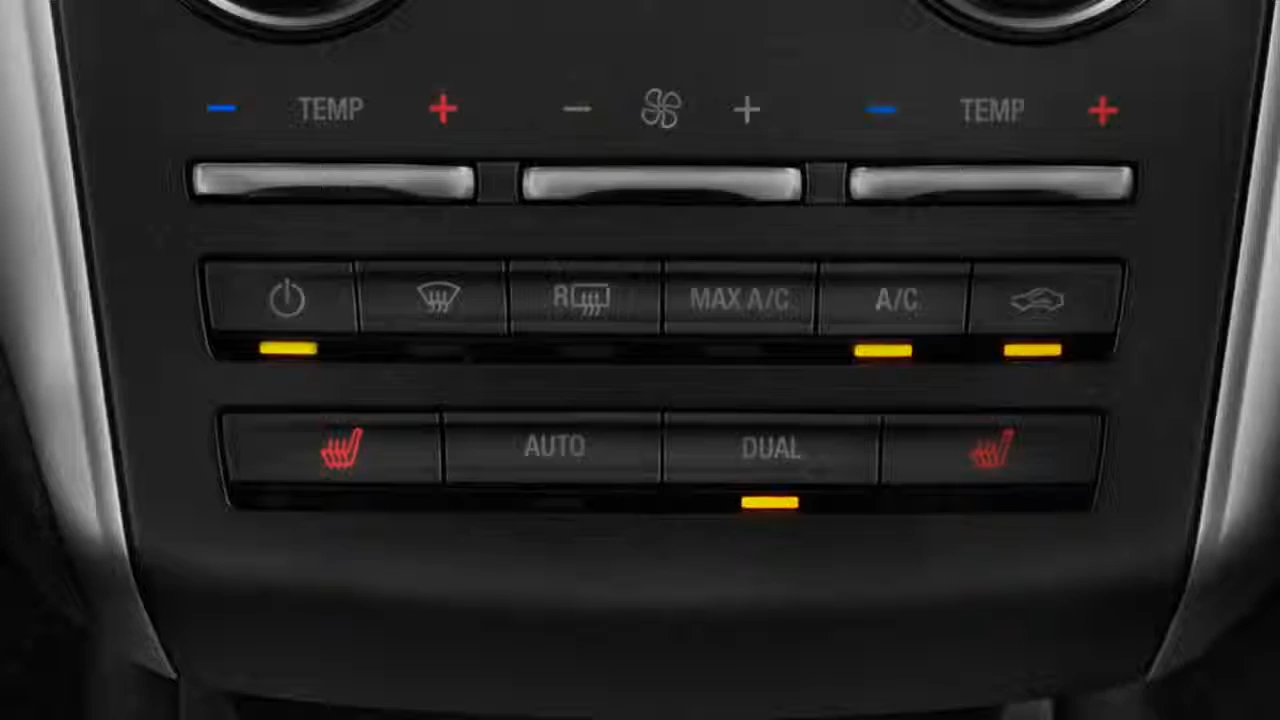 − TEMP + − + − TEMP +
R MAX A/C A/C
AUTO DUAL